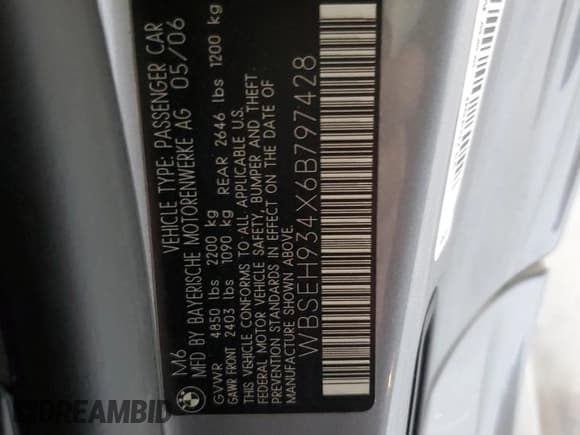 M6 VEHICLE TYPE: PASSENGER CAR
MFD BY BAYERISCHE MOTORENWERKE AG 05/06
GVWR 4850 lbs 2200 kg
GAWR FRONT 2403 lbs 1090 kg REAR 2646 lbs 1200 kg
THIS VEHICLE CONFORMS TO ALL APPLICABLE U.S.
FEDERAL MOTOR VEHICLE SAFETY, BUMPER AND THEFT
PREVENTION STANDARDS IN EFFECT ON THE DATE OF
MANUFACTURE SHOWN ABOVE.
WBSEH934X6B797428
DREAMBID